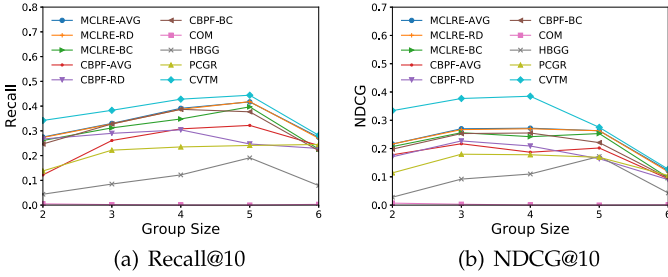 0.8
0.7
0.6
0.5
0.4
0.3
0.2
0.1
0.0
Recall
MCLRE-AVG
MCLRE-RD
MCLRE-BC
CBPF-AVG
CBPF-RD
CBPF-BC
COM
HBGG
PCGR
CVTM
2 3 4 5 6
Group Size
(a) Recall@10
0.7
0.6
0.5
0.4
0.3
0.2
0.1
0.0
NDCG
MCLRE-AVG
MCLRE-RD
MCLRE-BC
CBPF-AVG
CBPF-RD
CBPF-BC
COM
HBGG
PCGR
CVTM
2 3 4 5 6
Group Size
(b) NDCG@10